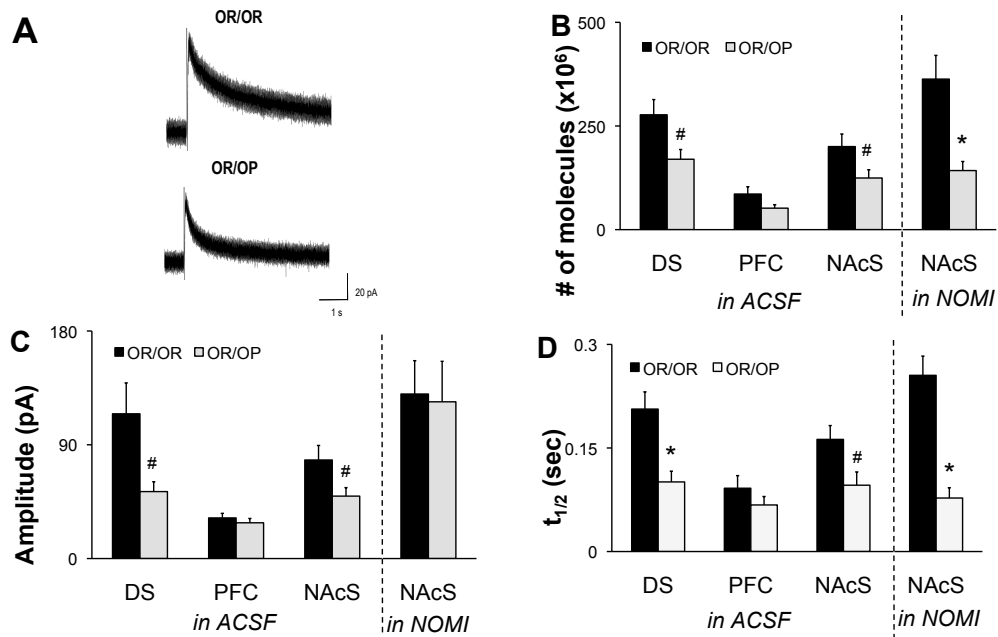 A
OR/OR
OR/OP
20 pA
1 s
B
# of molecules (x10⁶)
500
250
0
OR/OR OR/OP
#
#
*
DS PFC NAcS NAcS
in ACSF in NOMI
C
Amplitude (pA)
180
90
0
OR/OR OR/OP
#
#
DS PFC NAcS NAcS
in ACSF in NOMI
D
t1/2 (sec)
0.3
0.15
0
OR/OR OR/OP
*
#
*
DS PFC NAcS NAcS
in ACSF in NOMI